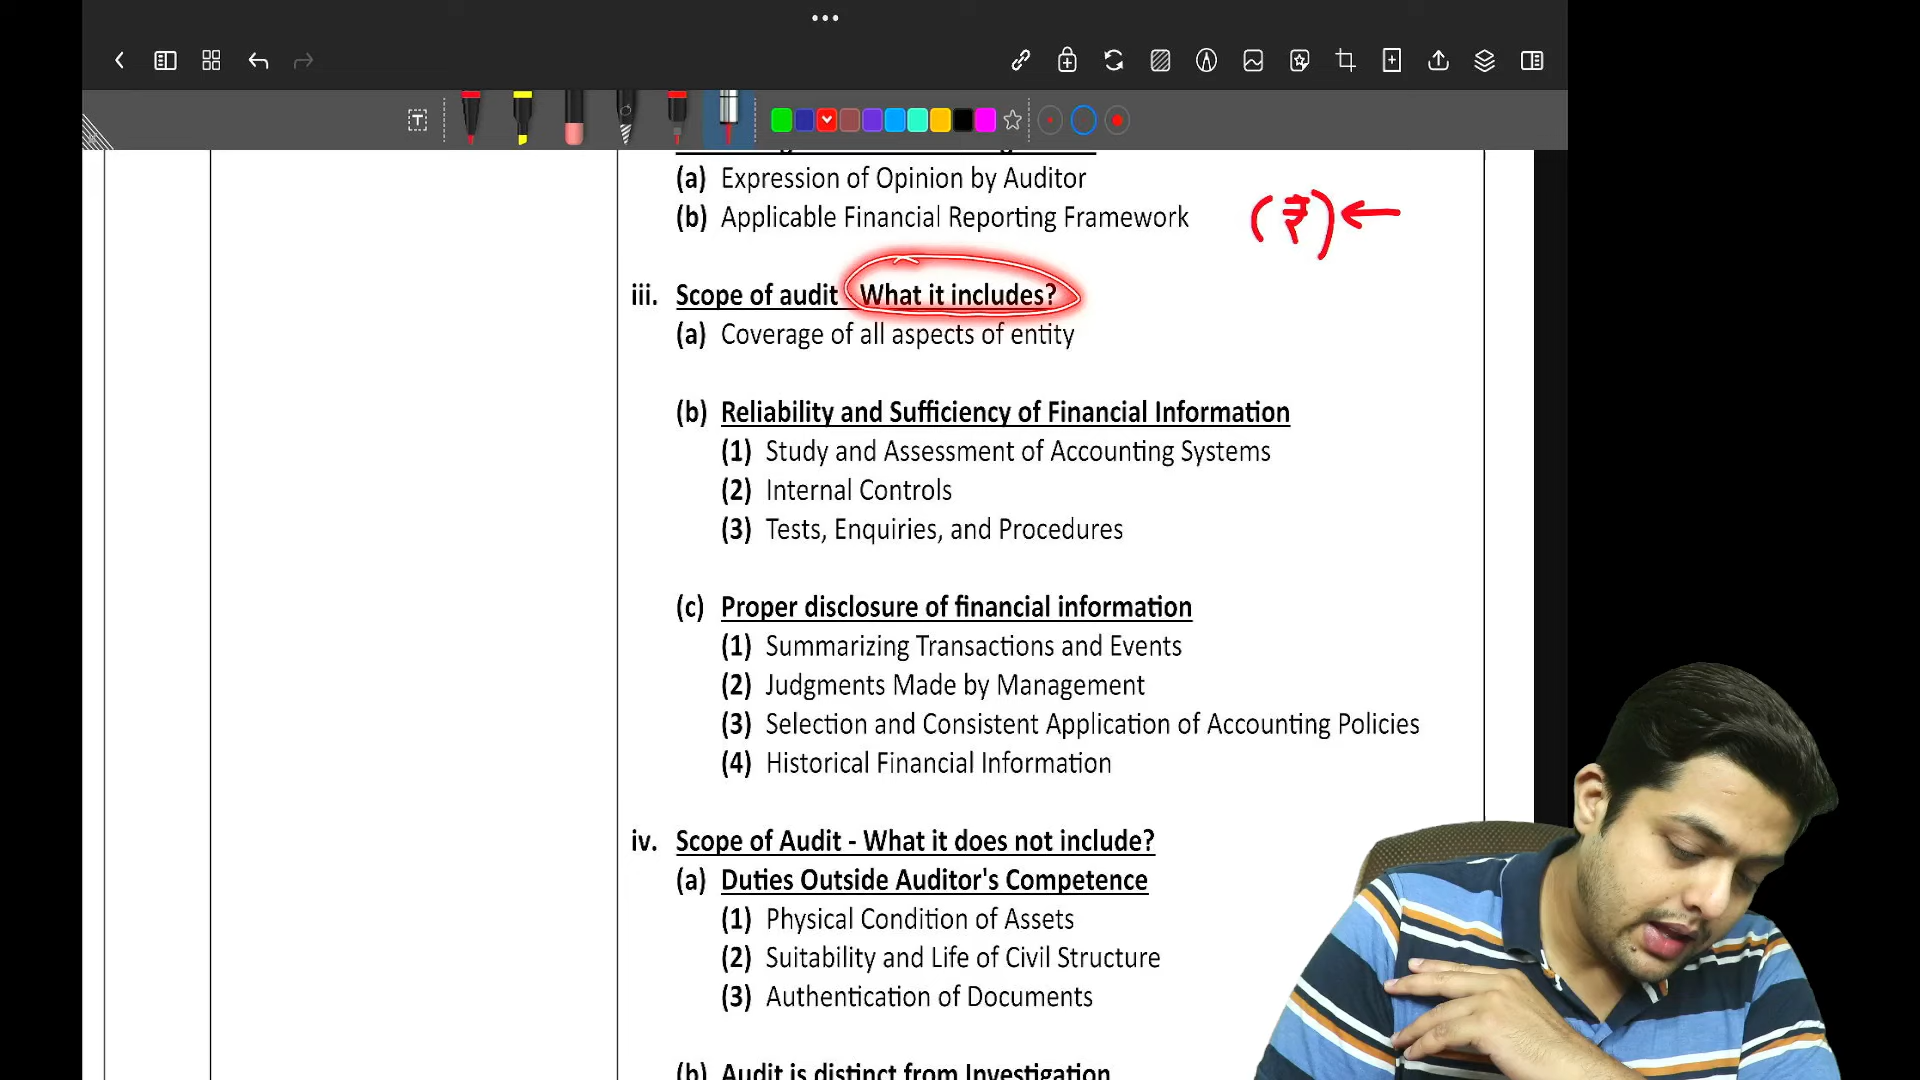 (a) Expression of Opinion by Auditor
(b) Applicable Financial Reporting Framework
(₹) ←
iii. Scope of audit What it includes?
(a) Coverage of all aspects of entity
(b) Reliability and Sufficiency of Financial Information
(1) Study and Assessment of Accounting Systems
(2) Internal Controls
(3) Tests, Enquiries, and Procedures
(c) Proper disclosure of financial information
(1) Summarizing Transactions and Events
(2) Judgments Made by Management
(3) Selection and Consistent Application of Accounting Policies
(4) Historical Financial Information
iv. Scope of Audit - What it does not include?
(a) Duties Outside Auditor's Competence
(1) Physical Condition of Assets
(2) Suitability and Life of Civil Structure
(3) Authentication of Documents
(b) Audit is distinct from Investigation